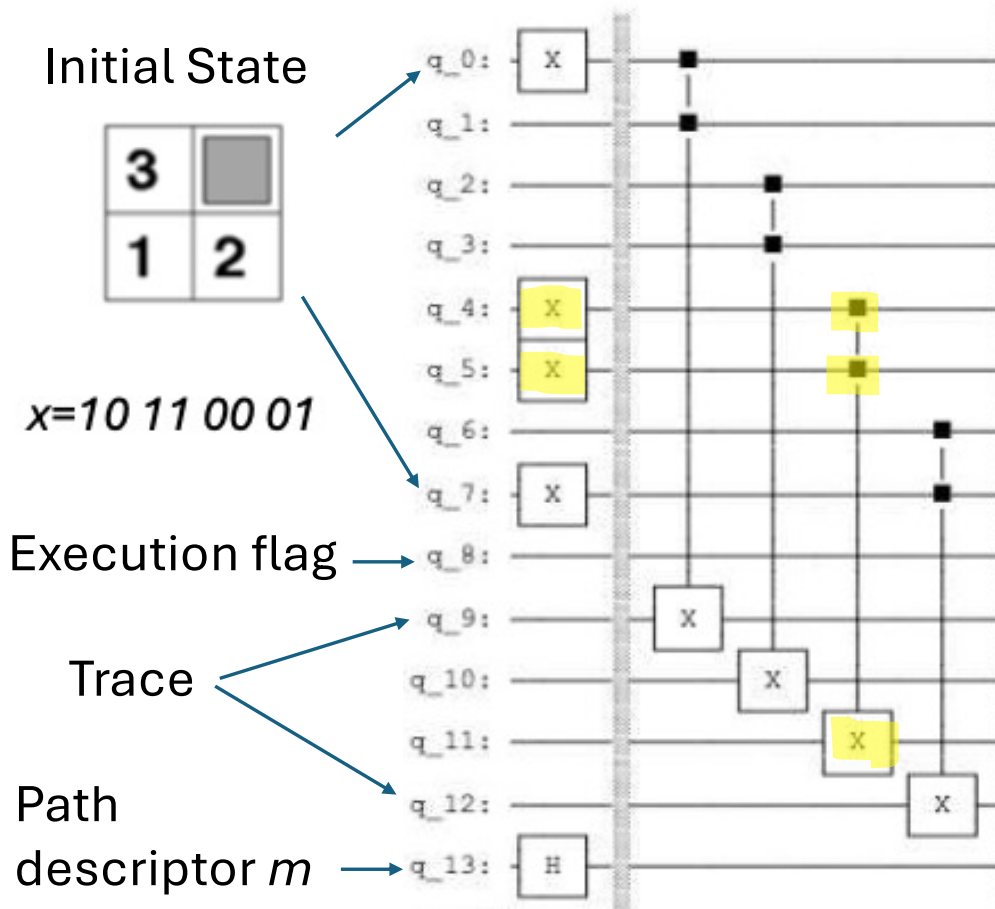 Initial State
3
1 2
x=10 11 00 01
Execution flag
Trace
Path
descriptor m
q_0: X
q_1:
q_2:
q_3:
q_4: X
q_5: X
q_6:
q_7: X
q_8:
q_9: X
q_10: X
q_11: X
q_12: X
q_13: H